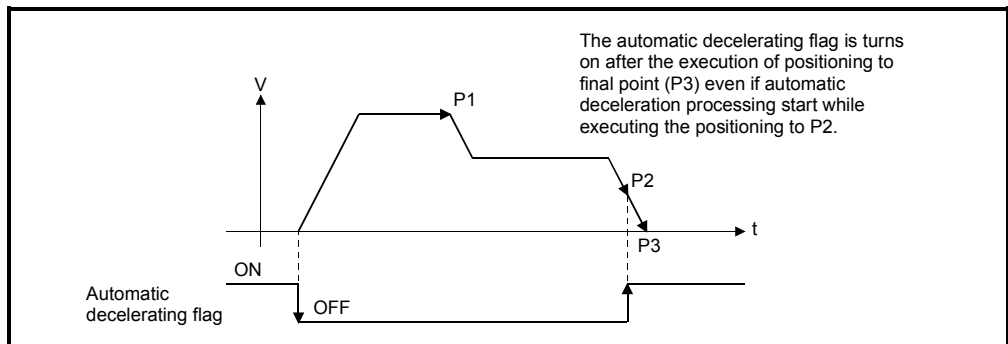 The automatic decelerating flag is turns
on after the execution of positioning to
final point (P3) even if automatic
deceleration processing start while
executing the positioning to P2.
V
P1
P2
t
P3
ON
OFF
Automatic
decelerating flag